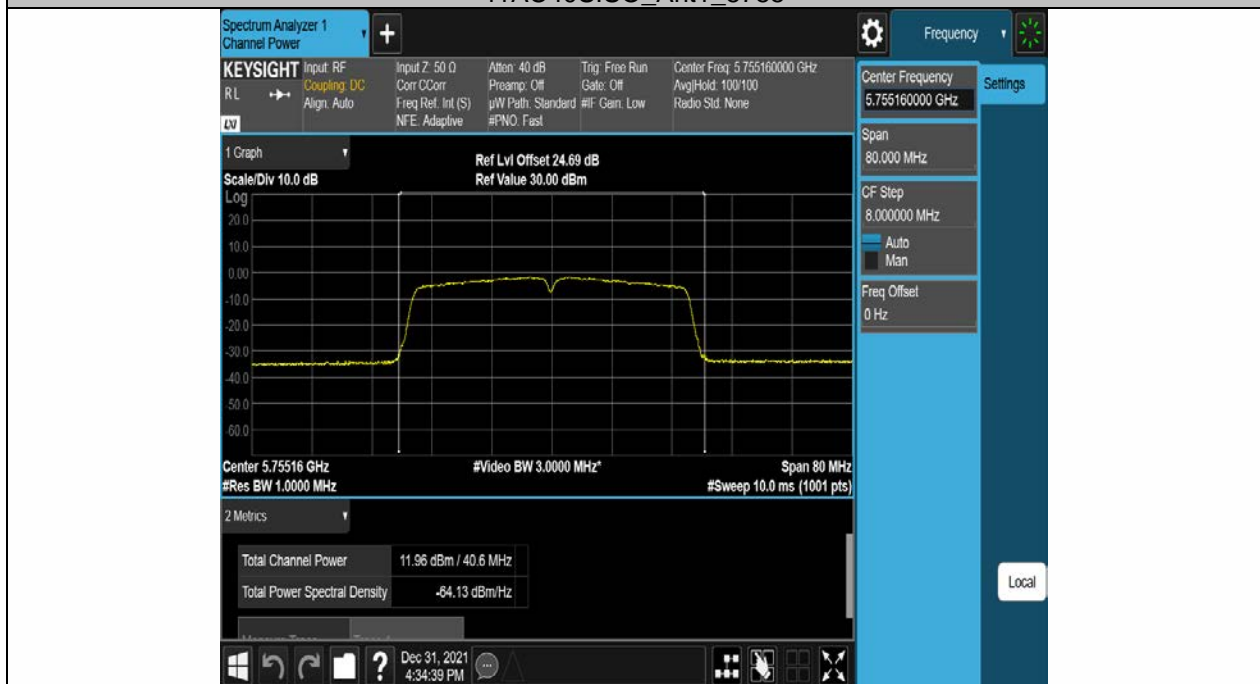 Spectrum Analyzer 1
Channel Power
+
Frequency
KEYSIGHT
RL
LXI
Input: RF
Coupling: DC
Align: Auto
Input Z: 50 Ω
Corr CCorr
Freq Ref: Int (S)
NFE: Adaptive
Atten: 40 dB
Preamp: Off
µW Path: Standard
#PNO: Fast
Trig: Free Run
Gate: Off
#IF Gain: Low
Center Freq: 5.755160000 GHz
Avg|Hold: 100/100
Radio Std: None
Center Frequency
5.755160000 GHz
Settings
Span
80.000 MHz
CF Step
8.000000 MHz
Auto
Man
Freq Offset
0 Hz
Local
1 Graph
Scale/Div 10.0 dB
Ref Lvl Offset 24.69 dB
Ref Value 30.00 dBm
Log
20.0
10.0
0.00
-10.0
-20.0
-30.0
-40.0
-50.0
-60.0
Center 5.75516 GHz
#Res BW 1.0000 MHz
#Video BW 3.0000 MHz*
Span 80 MHz
#Sweep 10.0 ms (1001 pts)
2 Metrics
Total Channel Power 11.96 dBm / 40.6 MHz
Total Power Spectral Density -64.13 dBm/Hz
?
Dec 31, 2021
4:34:39 PM